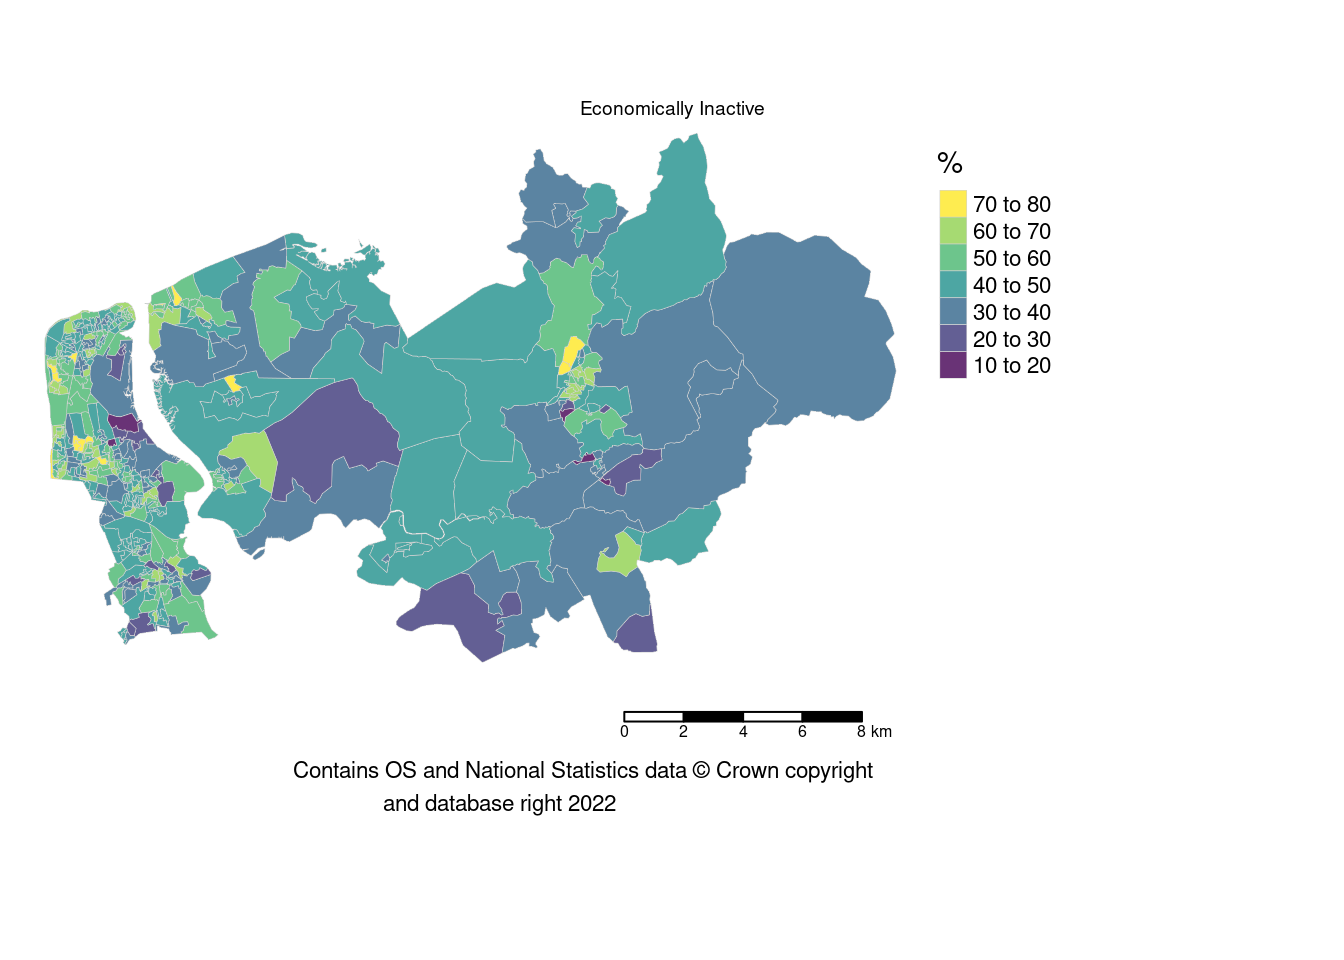 Economically Inactive
%
70 to 80
60 to 70
50 to 60
40 to 50
30 to 40
20 to 30
10 to 20
0 2 4 6 8 km
Contains OS and National Statistics data © Crown copyright
and database right 2022